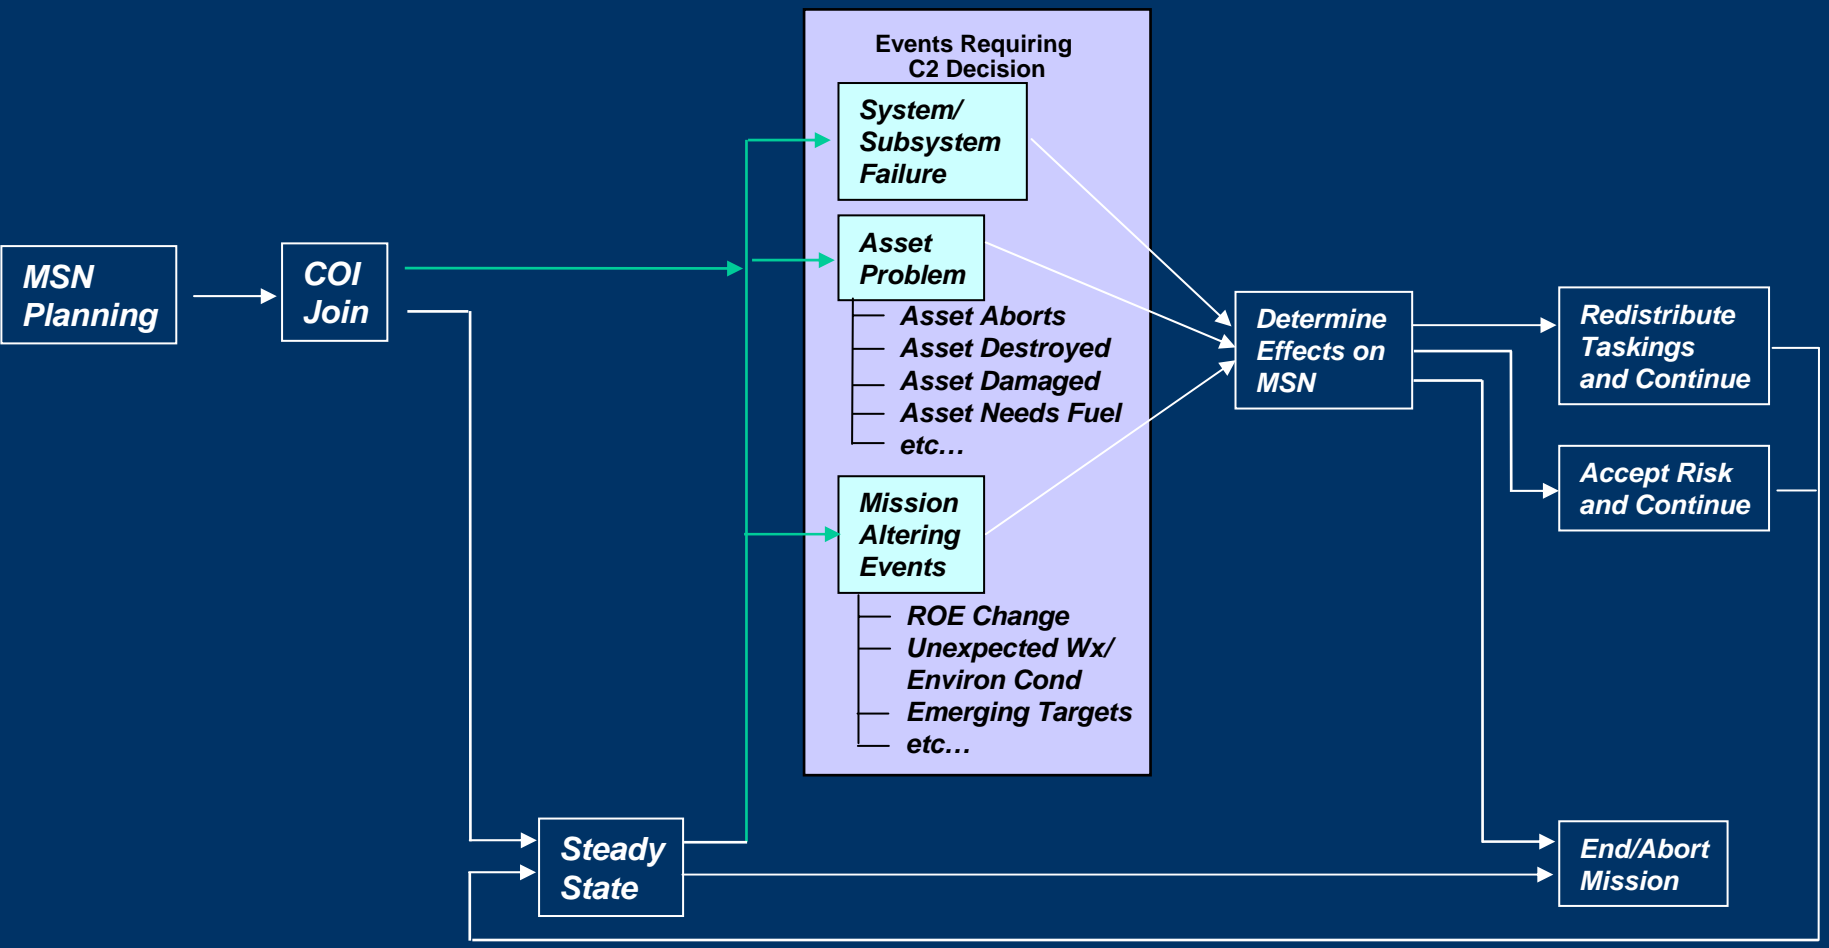 Events Requiring
C2 Decision
System/
Subsystem
Failure
MSN
Planning
COI
Join
Asset
Problem
Asset Aborts
Asset Destroyed
Asset Damaged
Asset Needs Fuel
etc…
Determine
Effects on
MSN
Redistribute
Taskings
and Continue
Accept Risk
and Continue
Mission
Altering
Events
ROE Change
Unexpected Wx/
Environ Cond
Emerging Targets
etc…
Steady
State
End/Abort
Mission